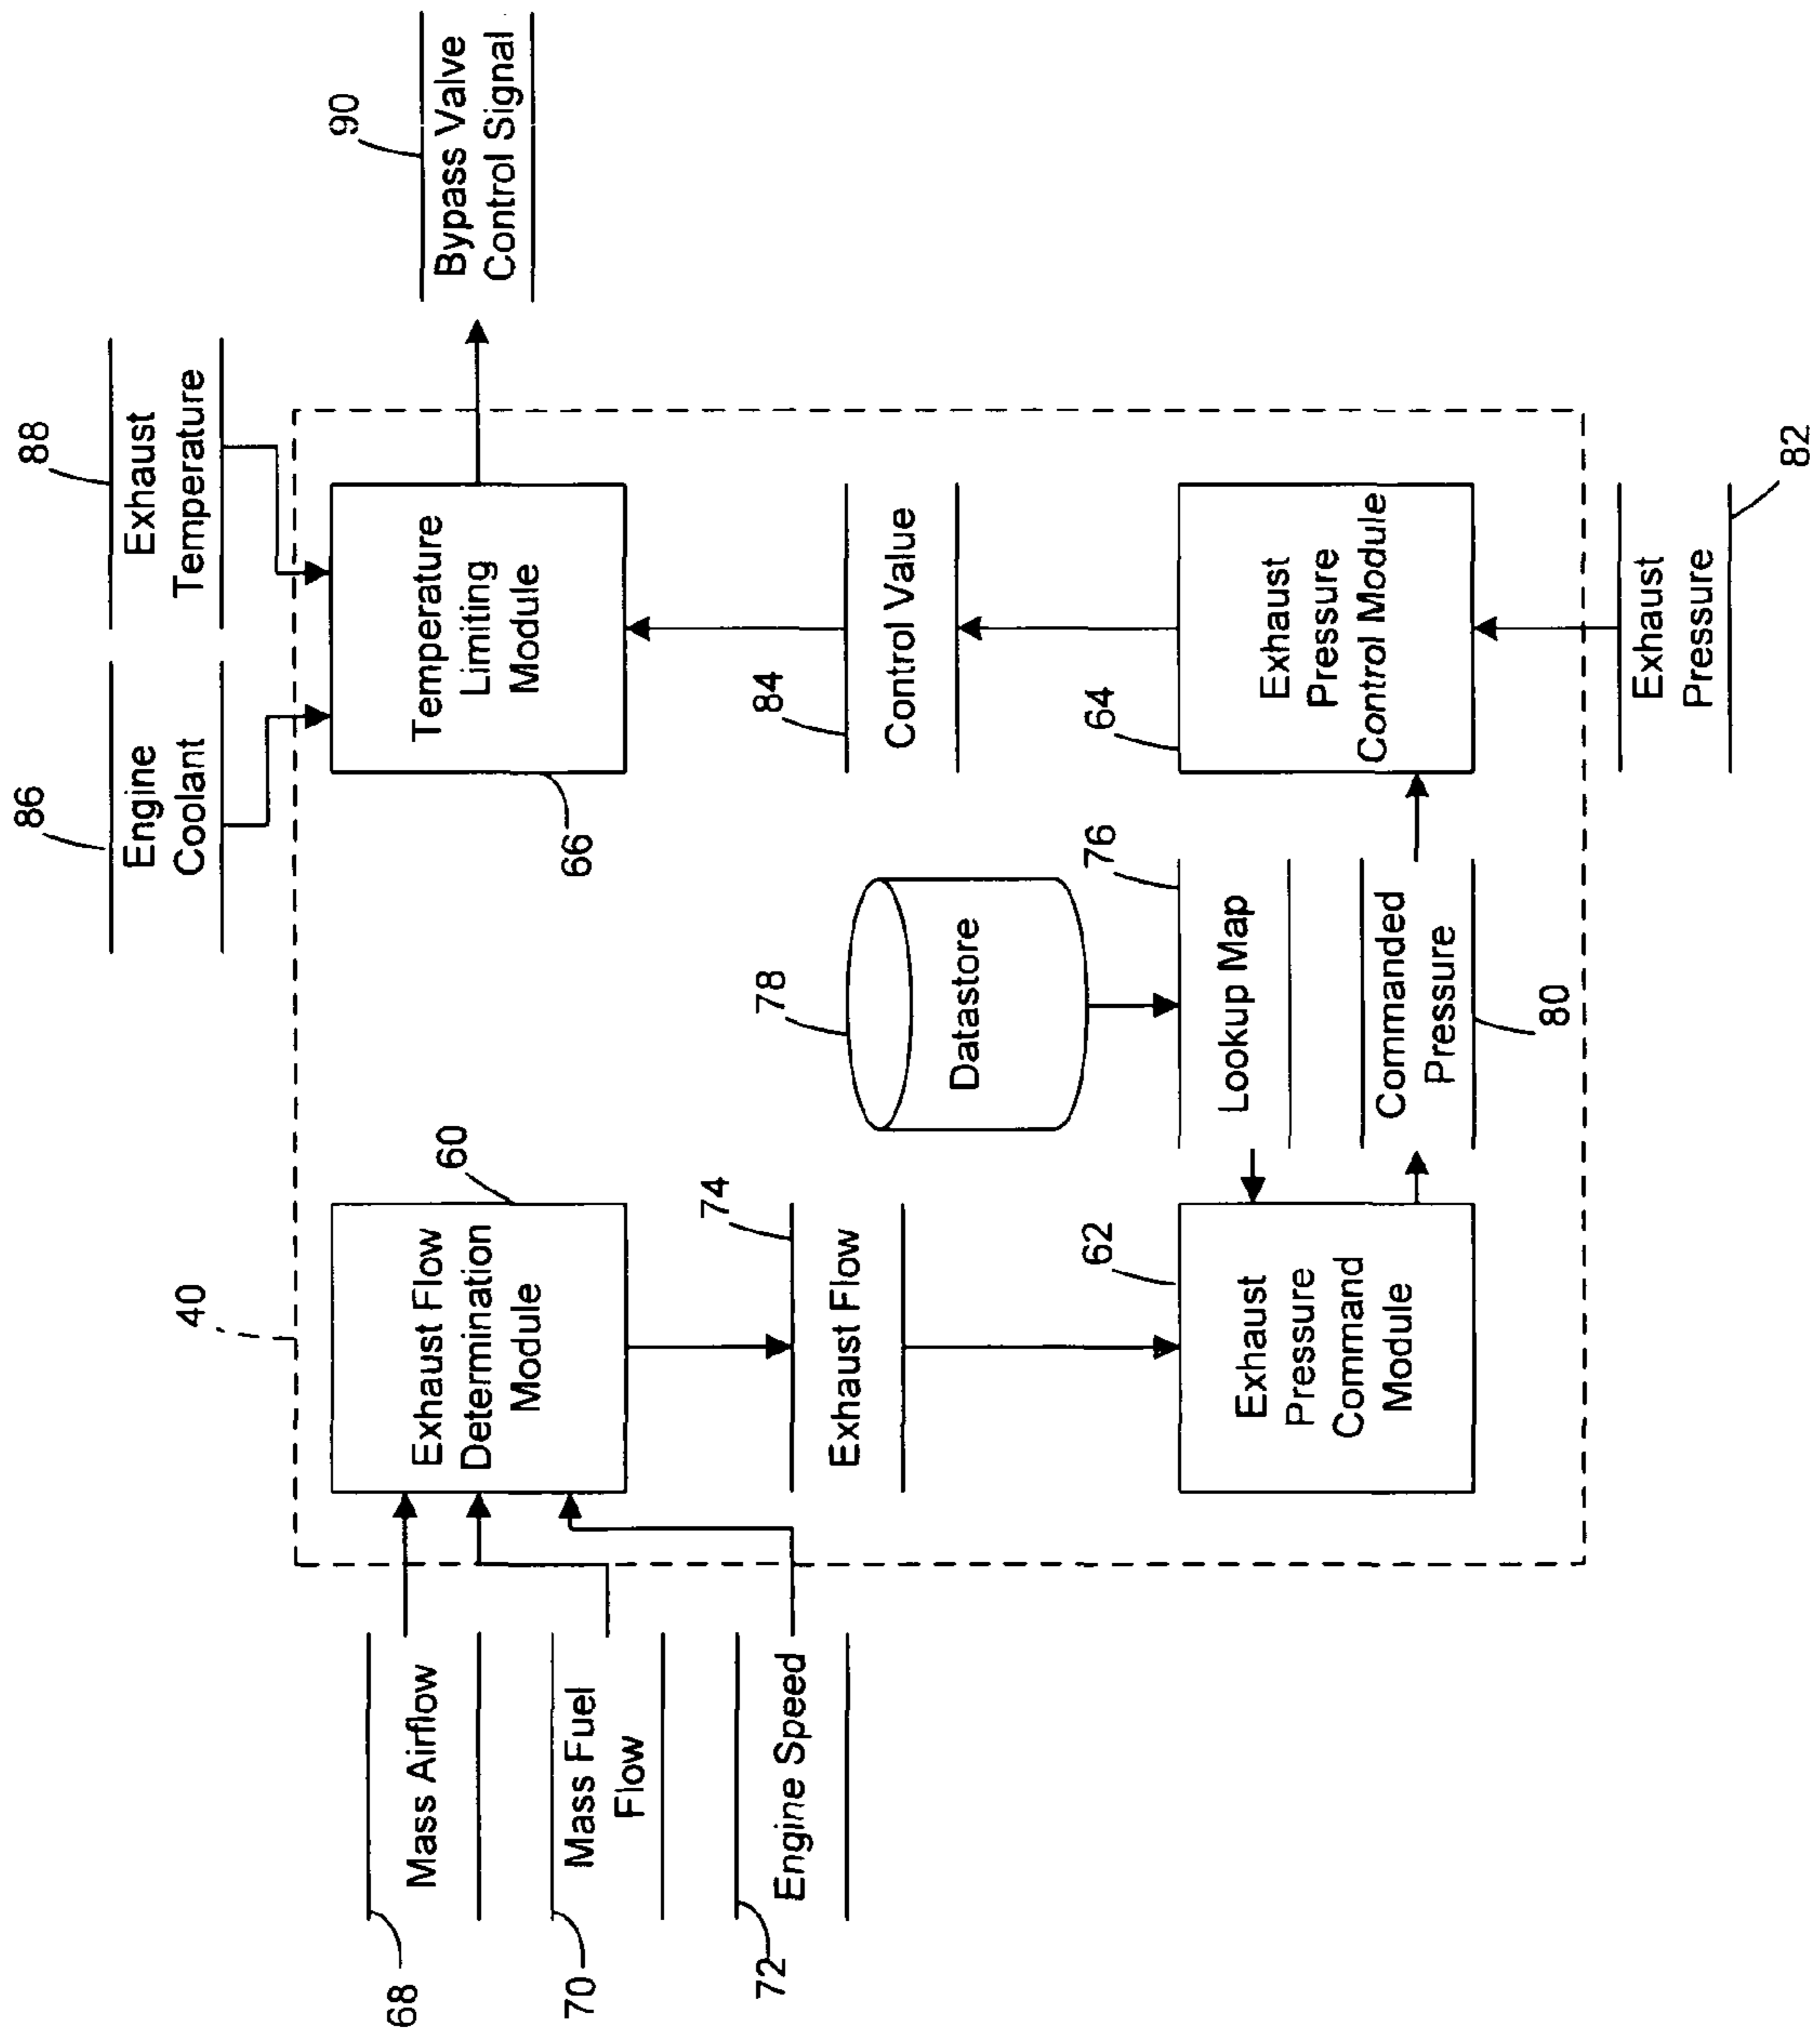 40
68
Mass Airflow
70
Mass Fuel
Flow
72
Engine Speed
60
Exhaust Flow
Determination
Module
74
Exhaust Flow
62
Exhaust
Pressure
Command
Module
78
Datastore
76
Lookup Map
Commanded
Pressure
80
86
Engine
Coolant
88
Exhaust
Temperature
66
Temperature
Limiting
Module
84
Control Value
64
Exhaust
Pressure
Control Module
Exhaust
Pressure
82
90
Bypass Valve
Control Signal